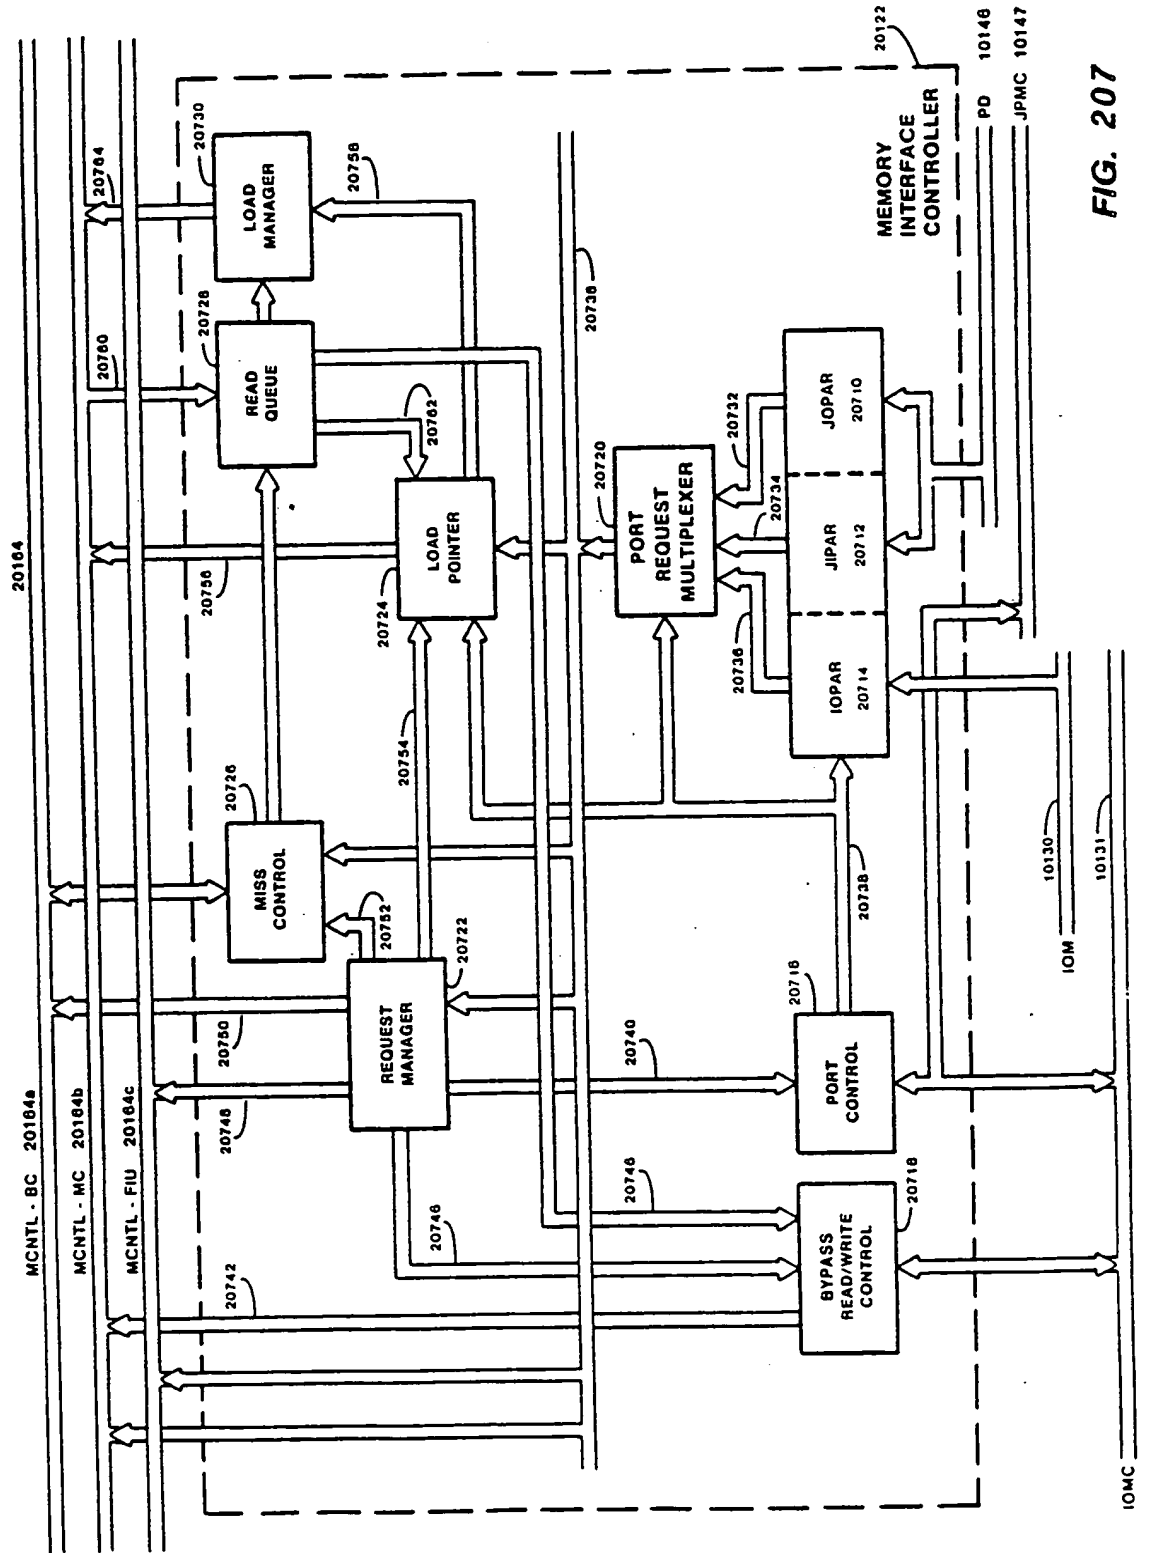 20164
MCNTL - BC 20164a
MCNTL - MC 20164b
MCNTL - FIU 20164c
20742
20748
20750
20756
20760
20764
MISS
CONTROL
20726
READ
QUEUE
20728
LOAD
MANAGER
20730
20746
REQUEST
MANAGER
20722
20752
20754
LOAD
POINTER
20724
20762
20758
20738
20746
20740
PORT
REQUEST
MULTIPLEXER
20720
20736
20734
20732
BYPASS
READ/WRITE
CONTROL
20718
PORT
CONTROL
20716
20738
IOPAR
20714
JIPAR
20712
JOPAR
20710
MEMORY
INTERFACE
CONTROLLER
20122
PD 10146
JPMC 10147
IOM
10130
10131
IOMC
FIG. 207